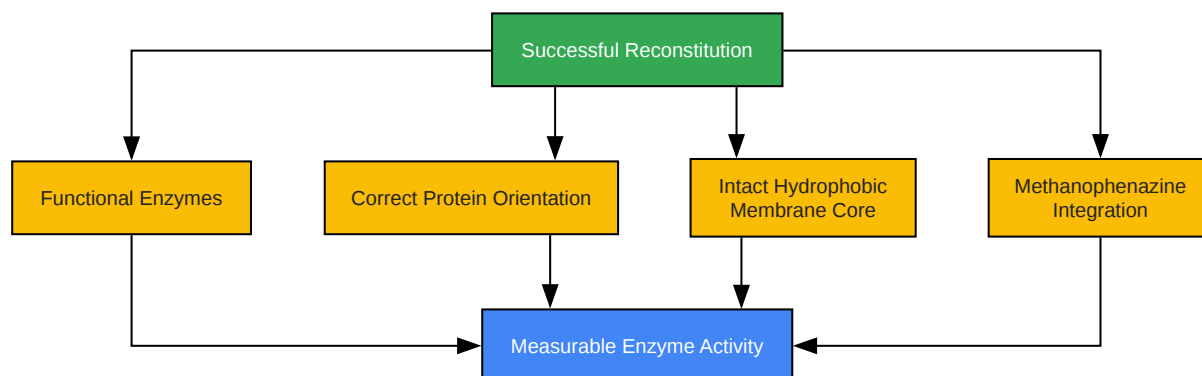 Successful Reconstitution
Functional Enzymes
Correct Protein Orientation
Intact Hydrophobic
Membrane Core
Methanophenazine
Integration
Measurable Enzyme Activity